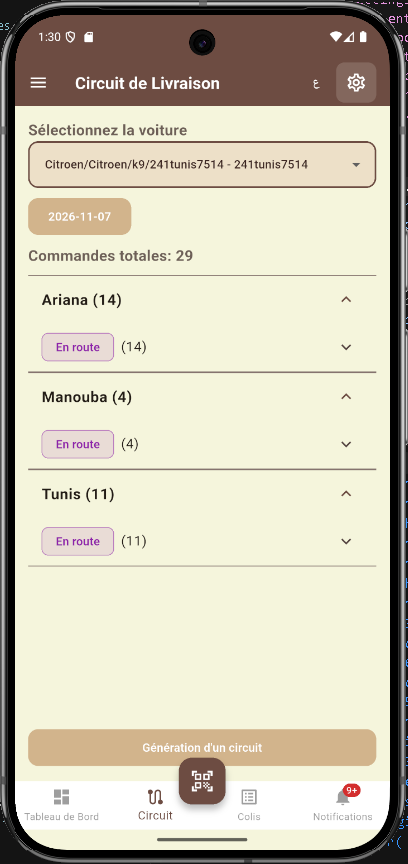 1:30
Circuit de Livraison
ع
Sélectionnez la voiture
Citroen/Citroen/k9/241tunis7514 - 241tunis7514
2026-11-07
Commandes totales: 29
Ariana (14)
En route (14)
Manouba (4)
En route (4)
Tunis (11)
En route (11)
Génération d'un circuit
9+
Tableau de Bord
Circuit
Colis
Notifications